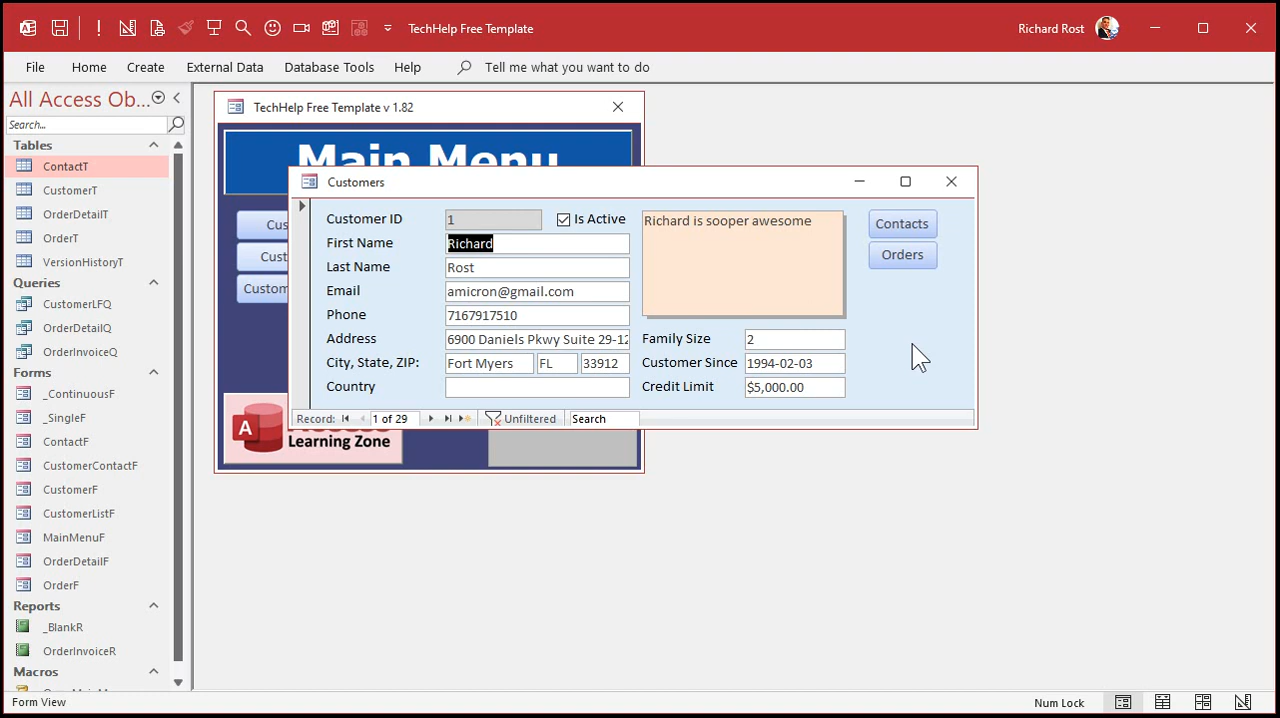 TechHelp Free Template
Richard Rost
File Home Create External Data Database Tools Help Tell me what you want to do
All Access Ob...
Search...
Tables
ContactT
CustomerT
OrderDetailT
OrderT
VersionHistoryT
Queries
CustomerLFQ
OrderDetailQ
OrderInvoiceQ
Forms
_ContinuousF
_SingleF
ContactF
CustomerContactF
CustomerF
CustomerListF
MainMenuF
OrderDetailF
OrderF
Reports
_BlankR
OrderInvoiceR
Macros
TechHelp Free Template v 1.82
Main Menu
Cus
Cust
Custom
A
Learning Zone
Customers
Customer ID 1 Is Active
First Name Richard
Last Name Rost
Email amicron@gmail.com
Phone 7167917510
Address 6900 Daniels Pkwy Suite 29-12
City, State, ZIP: Fort Myers FL 33912
Country
Richard is sooper awesome
Family Size 2
Customer Since 1994-02-03
Credit Limit $5,000.00
Contacts
Orders
Record: 1 of 29 Unfiltered Search
Form View
Num Lock